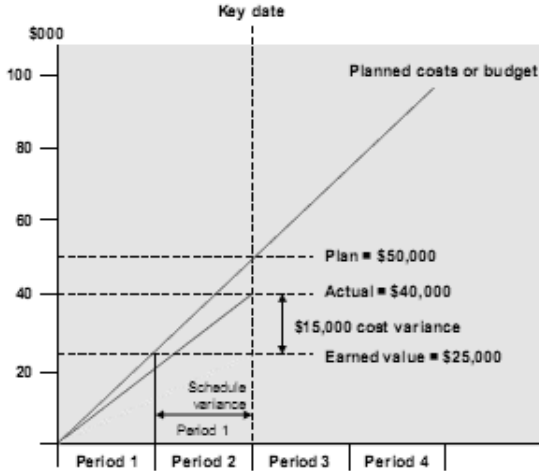 Key date
$000
100
Planned costs or budget
80
60
Plan = $50,000
40
Actual = $40,000
$15,000 cost variance
Earned value = $25,000
20
Schedule
variance
Period 1
Period 1 Period 2 Period 3 Period 4